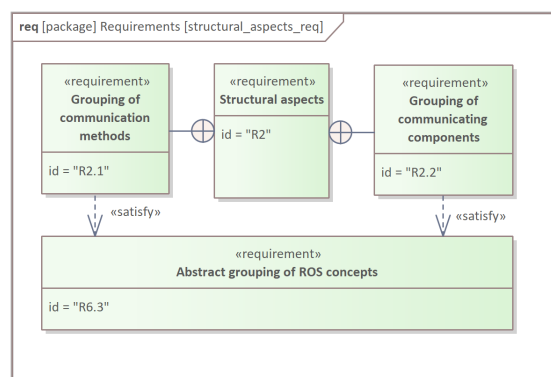 req [package] Requirements [structural_aspects_req]
«requirement»
Grouping of
communication
methods
id = "R2.1"
«requirement»
Structural aspects
id = "R2"
«requirement»
Grouping of
communicating
components
id = "R2.2"
«satisfy»
«satisfy»
«requirement»
Abstract grouping of ROS concepts
id = "R6.3"